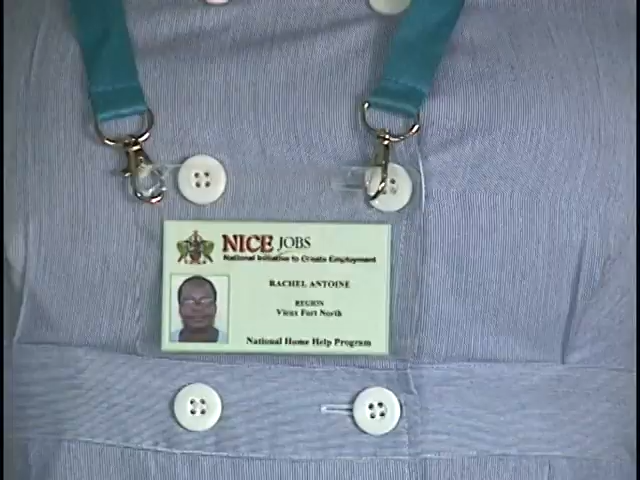 NICE JOBS
National Initiative to Create Employment
RACHEL ANTOINE
REGION
Vieux Fort North
National Home Help Program